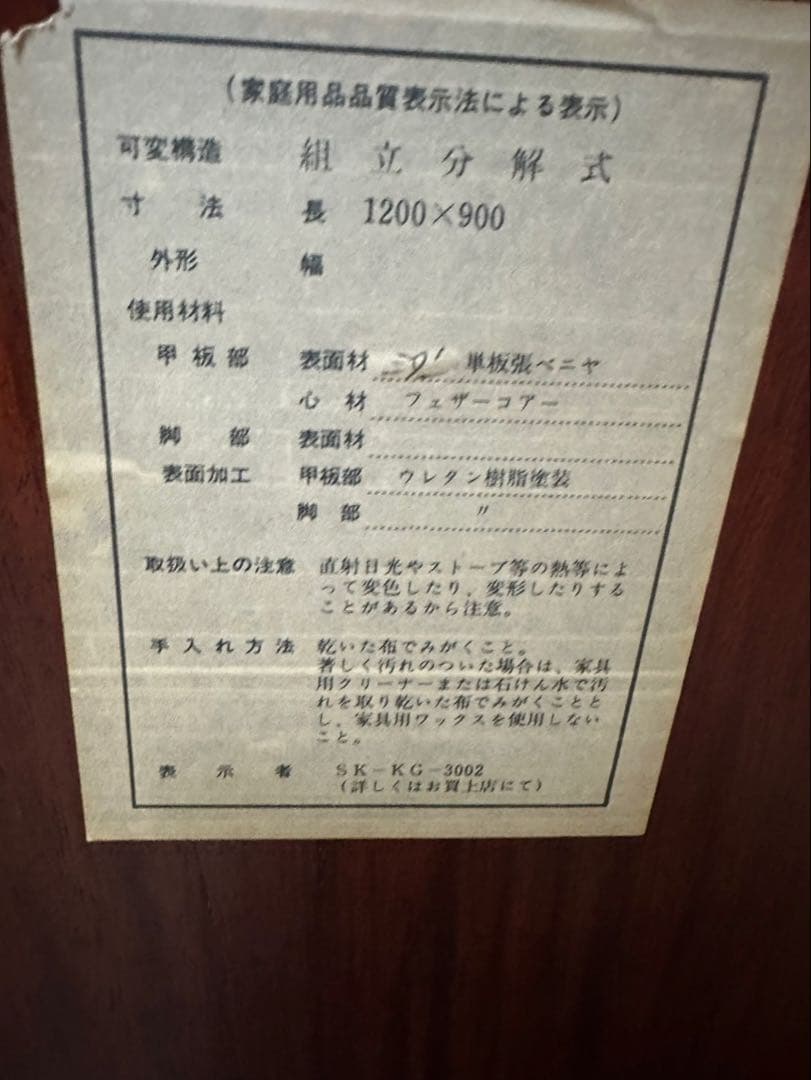 (家庭用品品質表示法による表示)
可変構造 組立分解式
寸法 長 1200×900
外形 幅
使用材料
甲板部 表面材 単板張ベニヤ
心材 フェザーコアー
脚部 表面材
表面加工 甲板部 ウレタン樹脂塗装
脚部 〃
取扱い上の注意 直射日光やストーブ等の熱等によ
って変色したり、変形したりする
ことがあるから注意。
手入れ方法 乾いた布でみがくこと。
著しく汚れのついた場合は、家具
用クリーナーまたは石けん水で汚
れを取り乾いた布でみがくことと
し、家具用ワックスを使用しない
こと。
表示者 SK-KG-3002
(詳しくはお買上店にて)